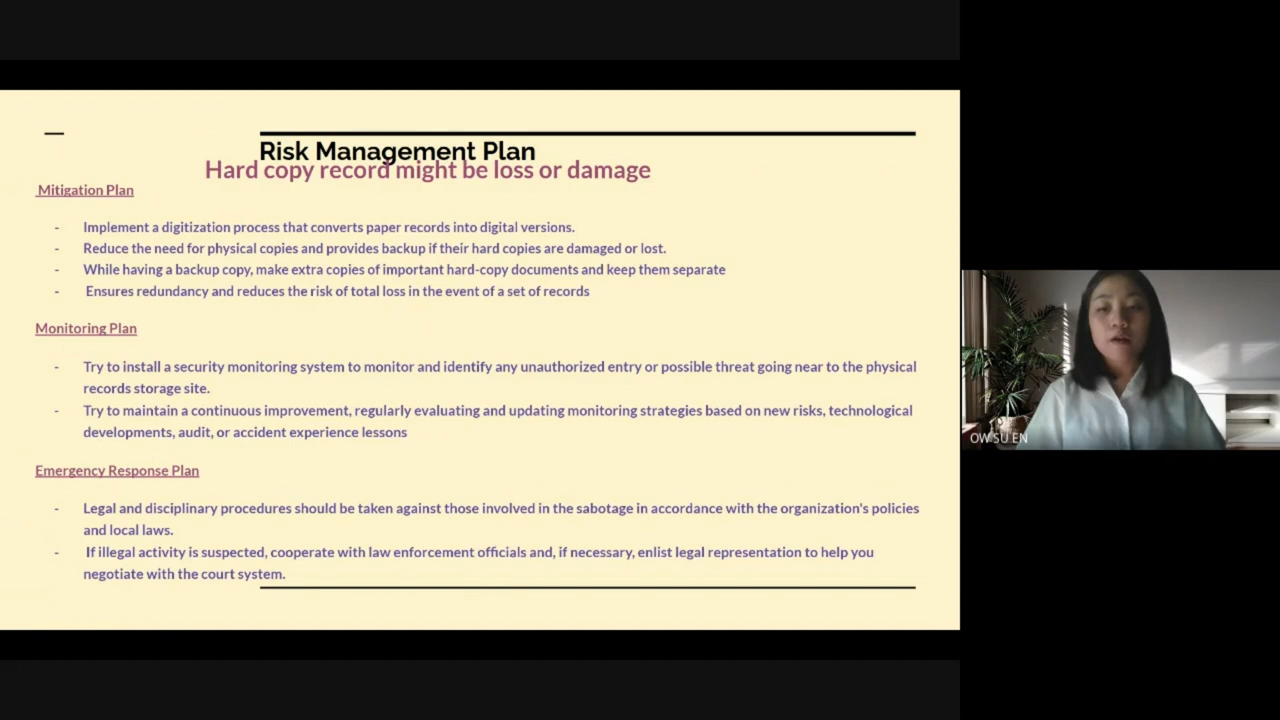 Risk Management Plan
Hard copy record might be loss or damage
Mitigation Plan
- Implement a digitization process that converts paper records into digital versions.
- Reduce the need for physical copies and provides backup if their hard copies are damaged or lost.
- While having a backup copy, make extra copies of important hard-copy documents and keep them separate
- Ensures redundancy and reduces the risk of total loss in the event of a set of records
Monitoring Plan
- Try to install a security monitoring system to monitor and identify any unauthorized entry or possible threat going near to the physical
records storage site.
- Try to maintain a continuous improvement, regularly evaluating and updating monitoring strategies based on new risks, technological
developments, audit, or accident experience lessons
Emergency Response Plan
- Legal and disciplinary procedures should be taken against those involved in the sabotage in accordance with the organization's policies
and local laws.
- If illegal activity is suspected, cooperate with law enforcement officials and, if necessary, enlist legal representation to help you
negotiate with the court system.
OW SU EN